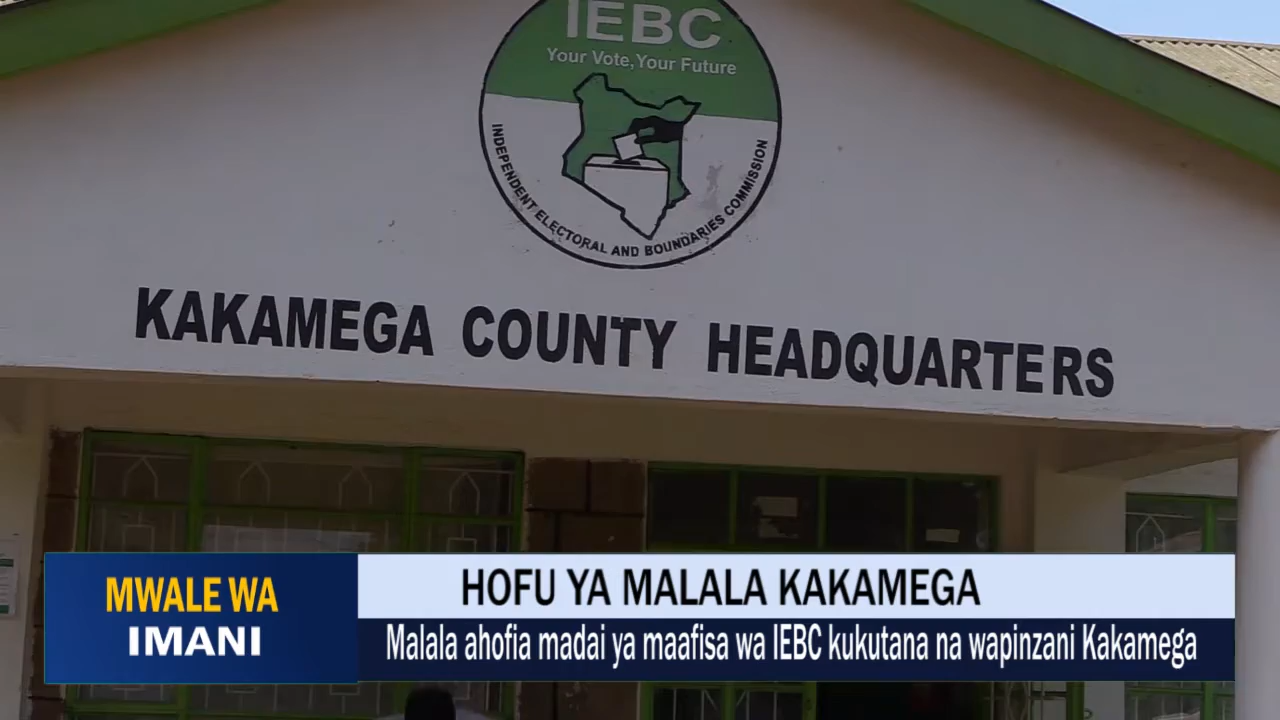 IEBC
Your Vote, Your Future
INDEPENDENT ELECTORAL AND BOUNDARIES COMMISSION
KAKAMEGA COUNTY HEADQUARTERS
MWALE WA
IMANI
HOFU YA MALALA KAKAMEGA
Malala ahofia madai ya maafisa wa IEBC kukutana na wapinzani Kakamega